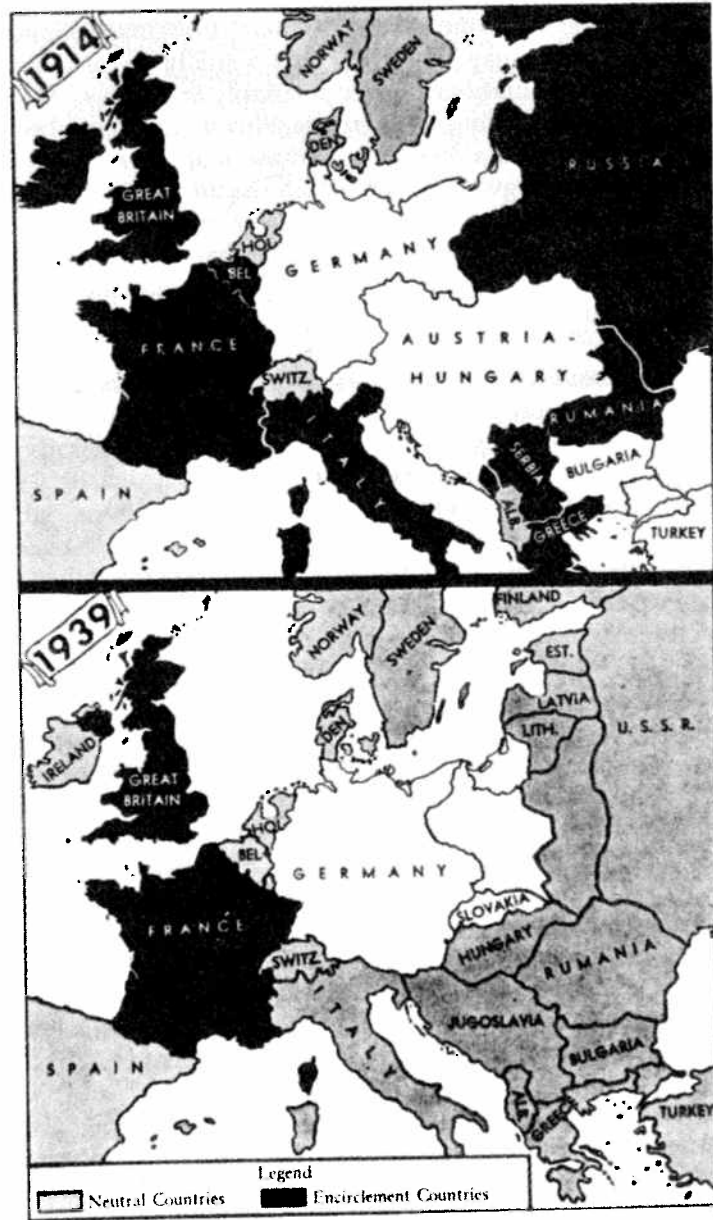 1914
NORWAY
SWEDEN
DEN
RUSSIA
GREAT
BRITAIN
HOL
BEL
GERMANY
FRANCE
AUSTRIA-
HUNGARY
SWITZ.
ITALY
RUMANIA
SERBIA
BULGARIA
SPAIN
ALB.
GREECE
TURKEY
1939
NORWAY
SWEDEN
FINLAND
EST.
LATVIA
LITH.
U.S.S.R.
DEN
IRELAND
GREAT
BRITAIN
HOL
BEL
GERMANY
SLOVAKIA
FRANCE
SWITZ.
HUNGARY
RUMANIA
ITALY
JUGOSLAVIA
BULGARIA
SPAIN
ALB.
GREECE
TURKEY
Legend
Neutral Countries
Encirclement Countries